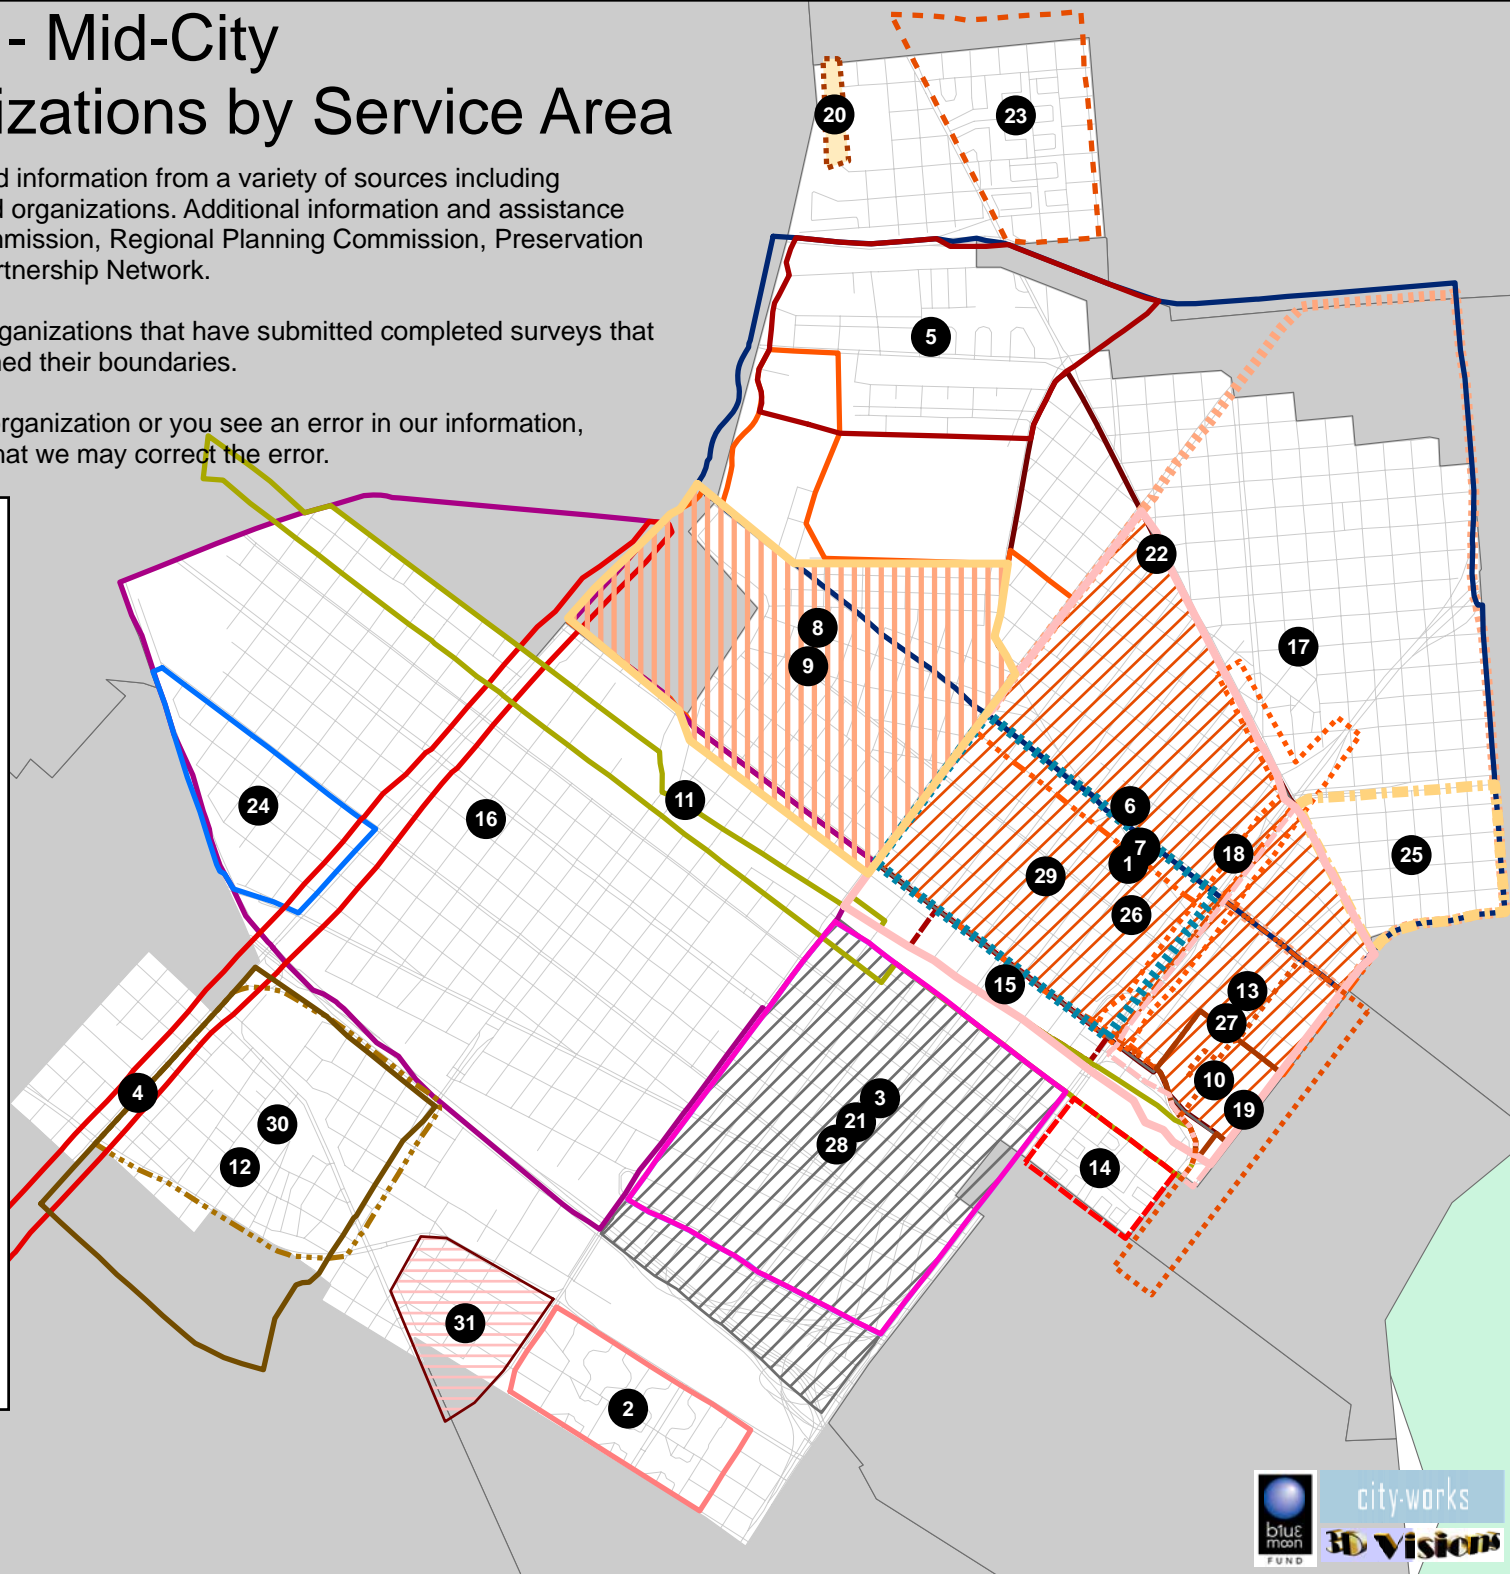 - Mid-City
izations by Service Area
d information from a variety of sources including
d organizations. Additional information and assistance
mmission, Regional Planning Commission, Preservation
rtnership Network.
rganizations that have submitted completed surveys that
ned their boundaries.
organization or you see an error in our information,
hat we may correct the error.
20
23
5
22
8
9
17
24
16
11
6
7
1
18
25
29
26
15
13
27
10
19
4
30
12
3
21
28
14
31
2
blue
moon
FUND
city-works
3D Visions